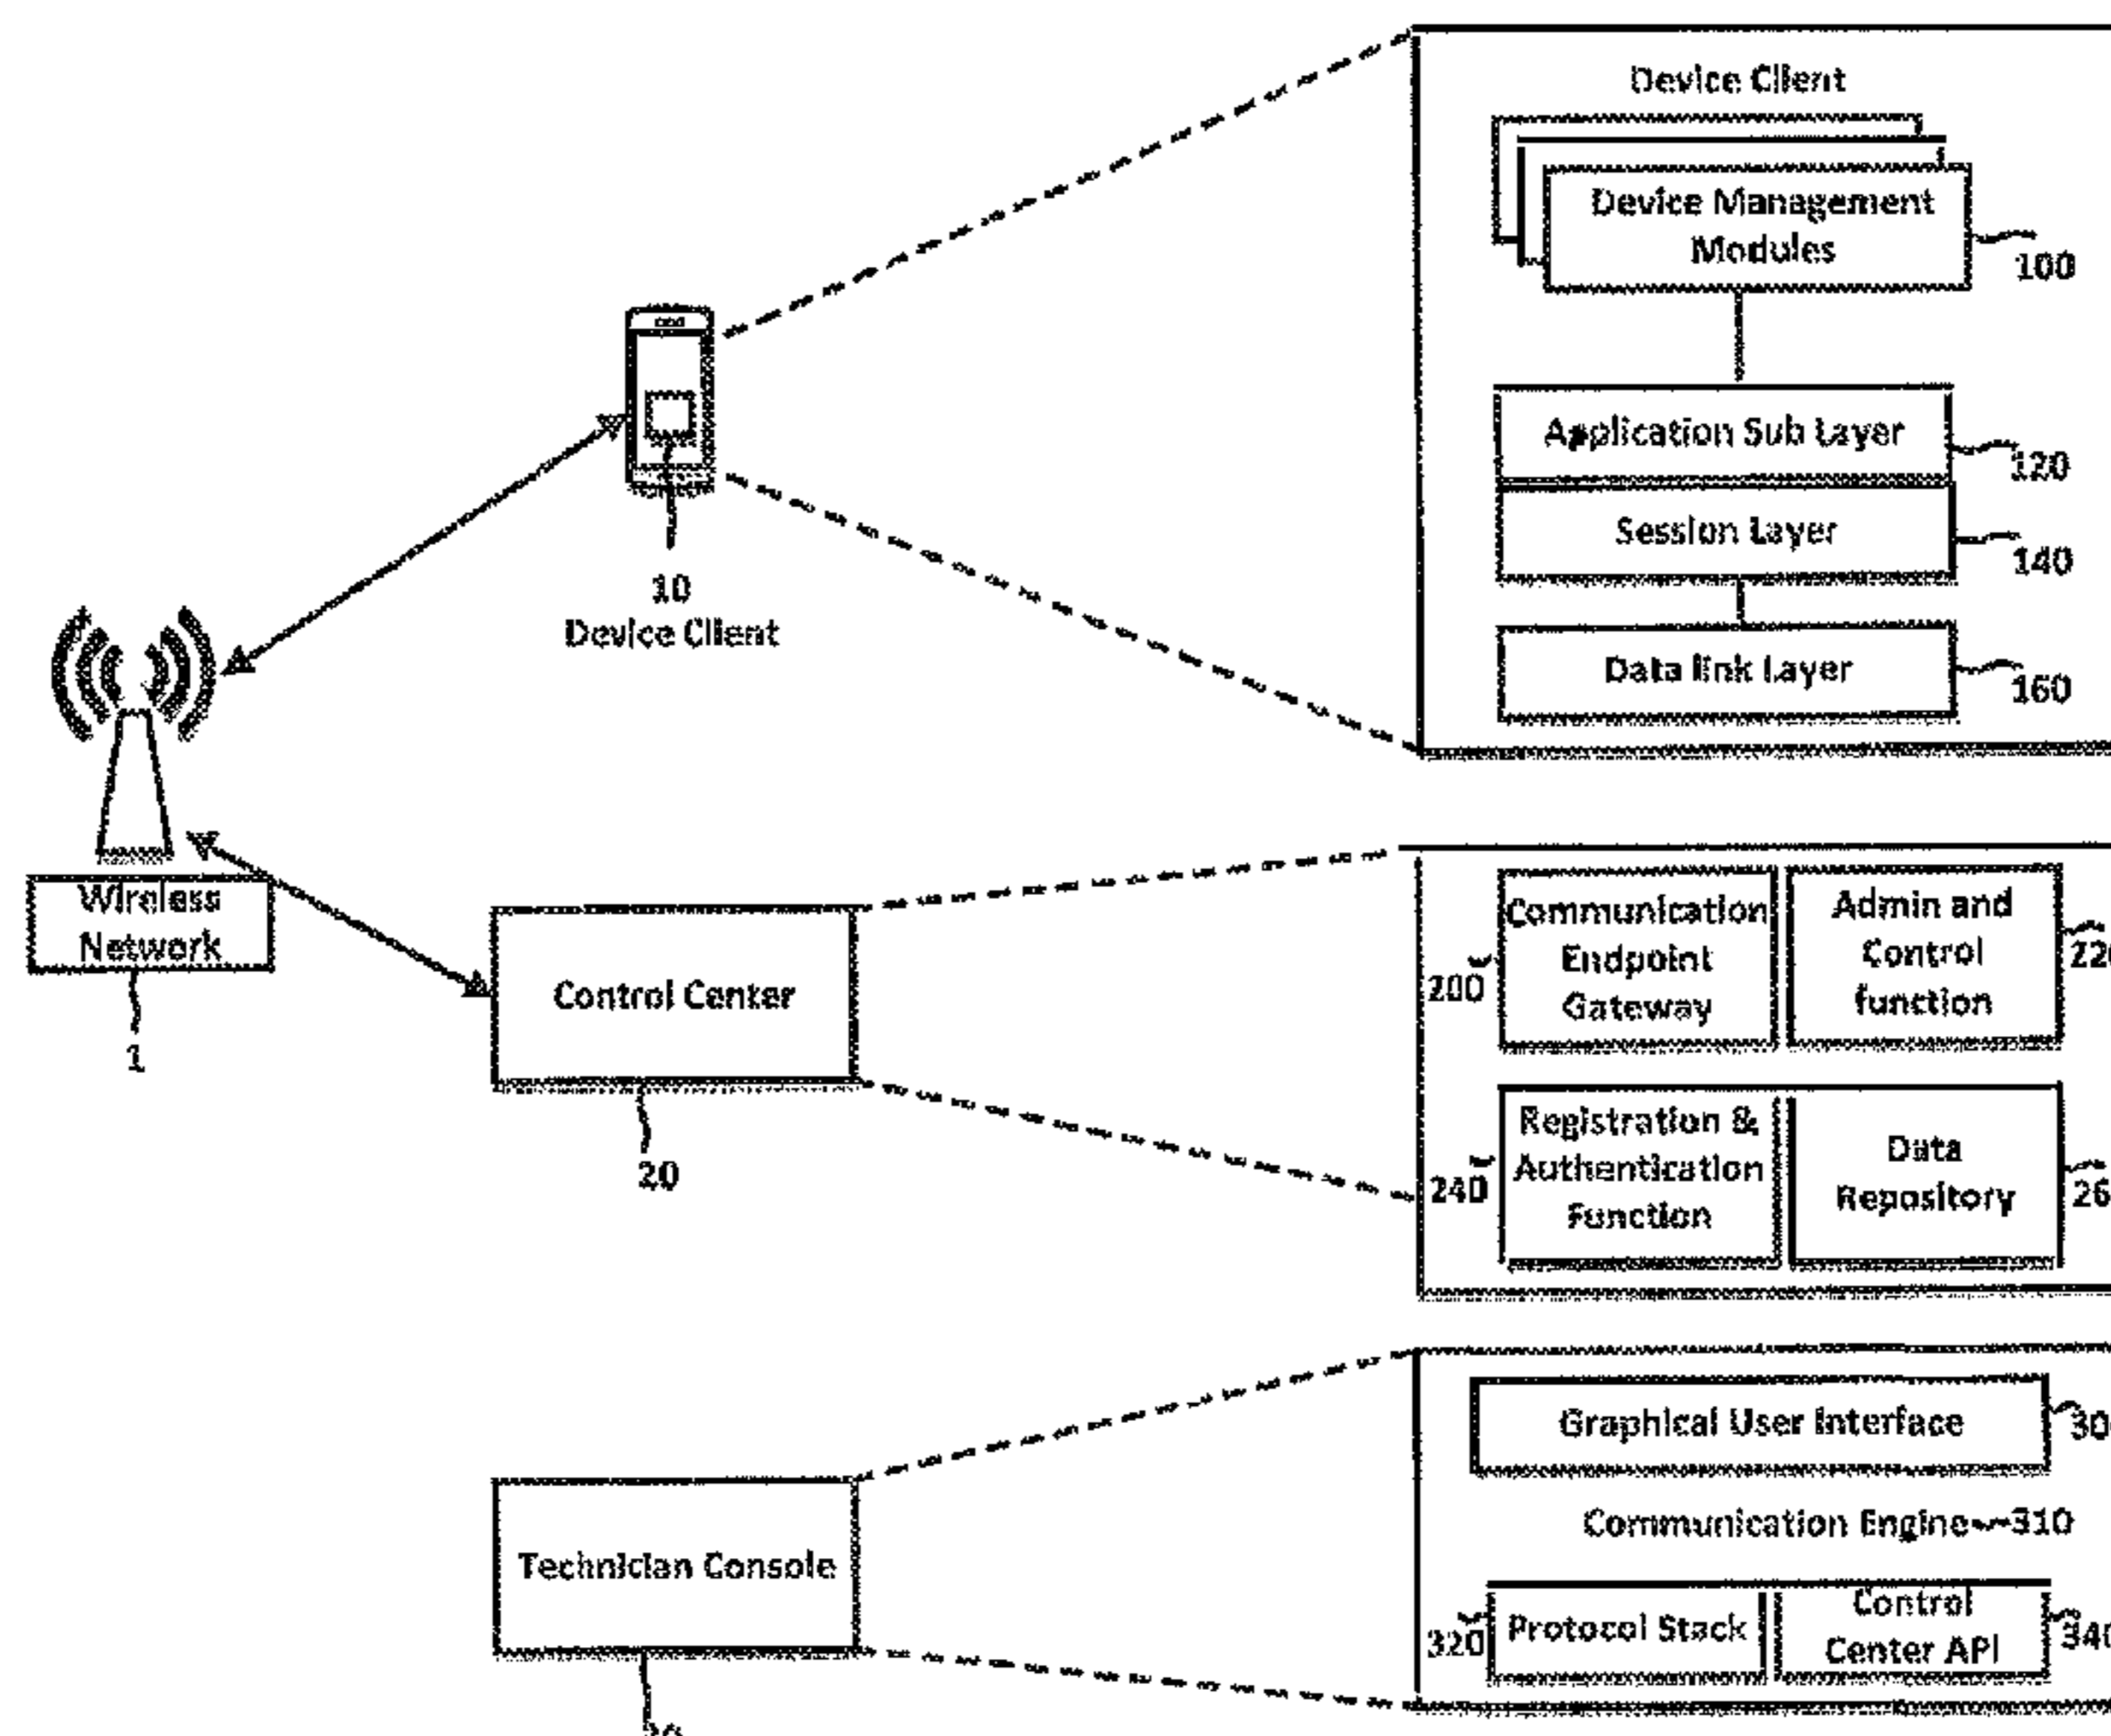 Device Client
Device Management
Modules
100
Application Sub Layer
120
Session Layer
140
Data link Layer
160
10
Device Client
Wireless
Network
1
Control Center
20
Communication
Endpoint
Gateway
200
Admin and
Control
function
Registration &
Authentication
Function
240
Data
Repository
Technician Console
Graphical User Interface
Communication Engine 310
Protocol Stack
320
Control
Center API
340